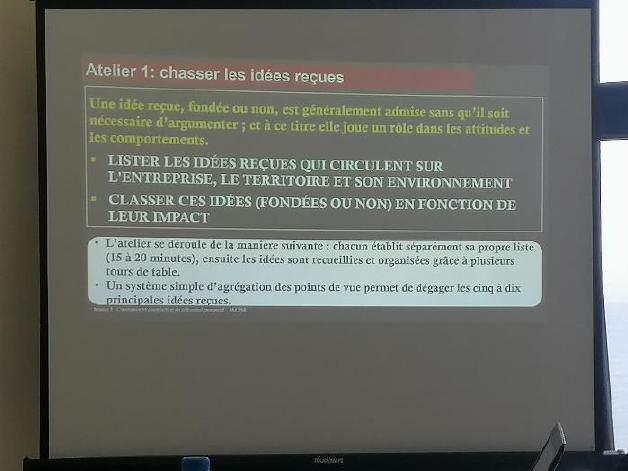 Atelier 1: chasser les idées reçues
Une idée reçue, fondée ou non, est généralement admise sans qu'il soit
nécessaire d'argumenter ; et à ce titre elle joue un rôle dans les attitudes et
les comportements.
▪ LISTER LES IDÉES REÇUES QUI CIRCULENT SUR
L'ENTREPRISE, LE TERRITOIRE ET SON ENVIRONNEMENT
▪ CLASSER CES IDÉES (FONDÉES OU NON) EN FONCTION DE
LEUR IMPACT
• L'atelier se déroule de la manière suivante : chacun établit séparément sa propre liste
(15 à 20 minutes), ensuite les idées sont recueillies et organisées grâce à plusieurs
tours de table.
• Un système simple d'agrégation des points de vue permet de dégager les cinq à dix
principales idées reçues.